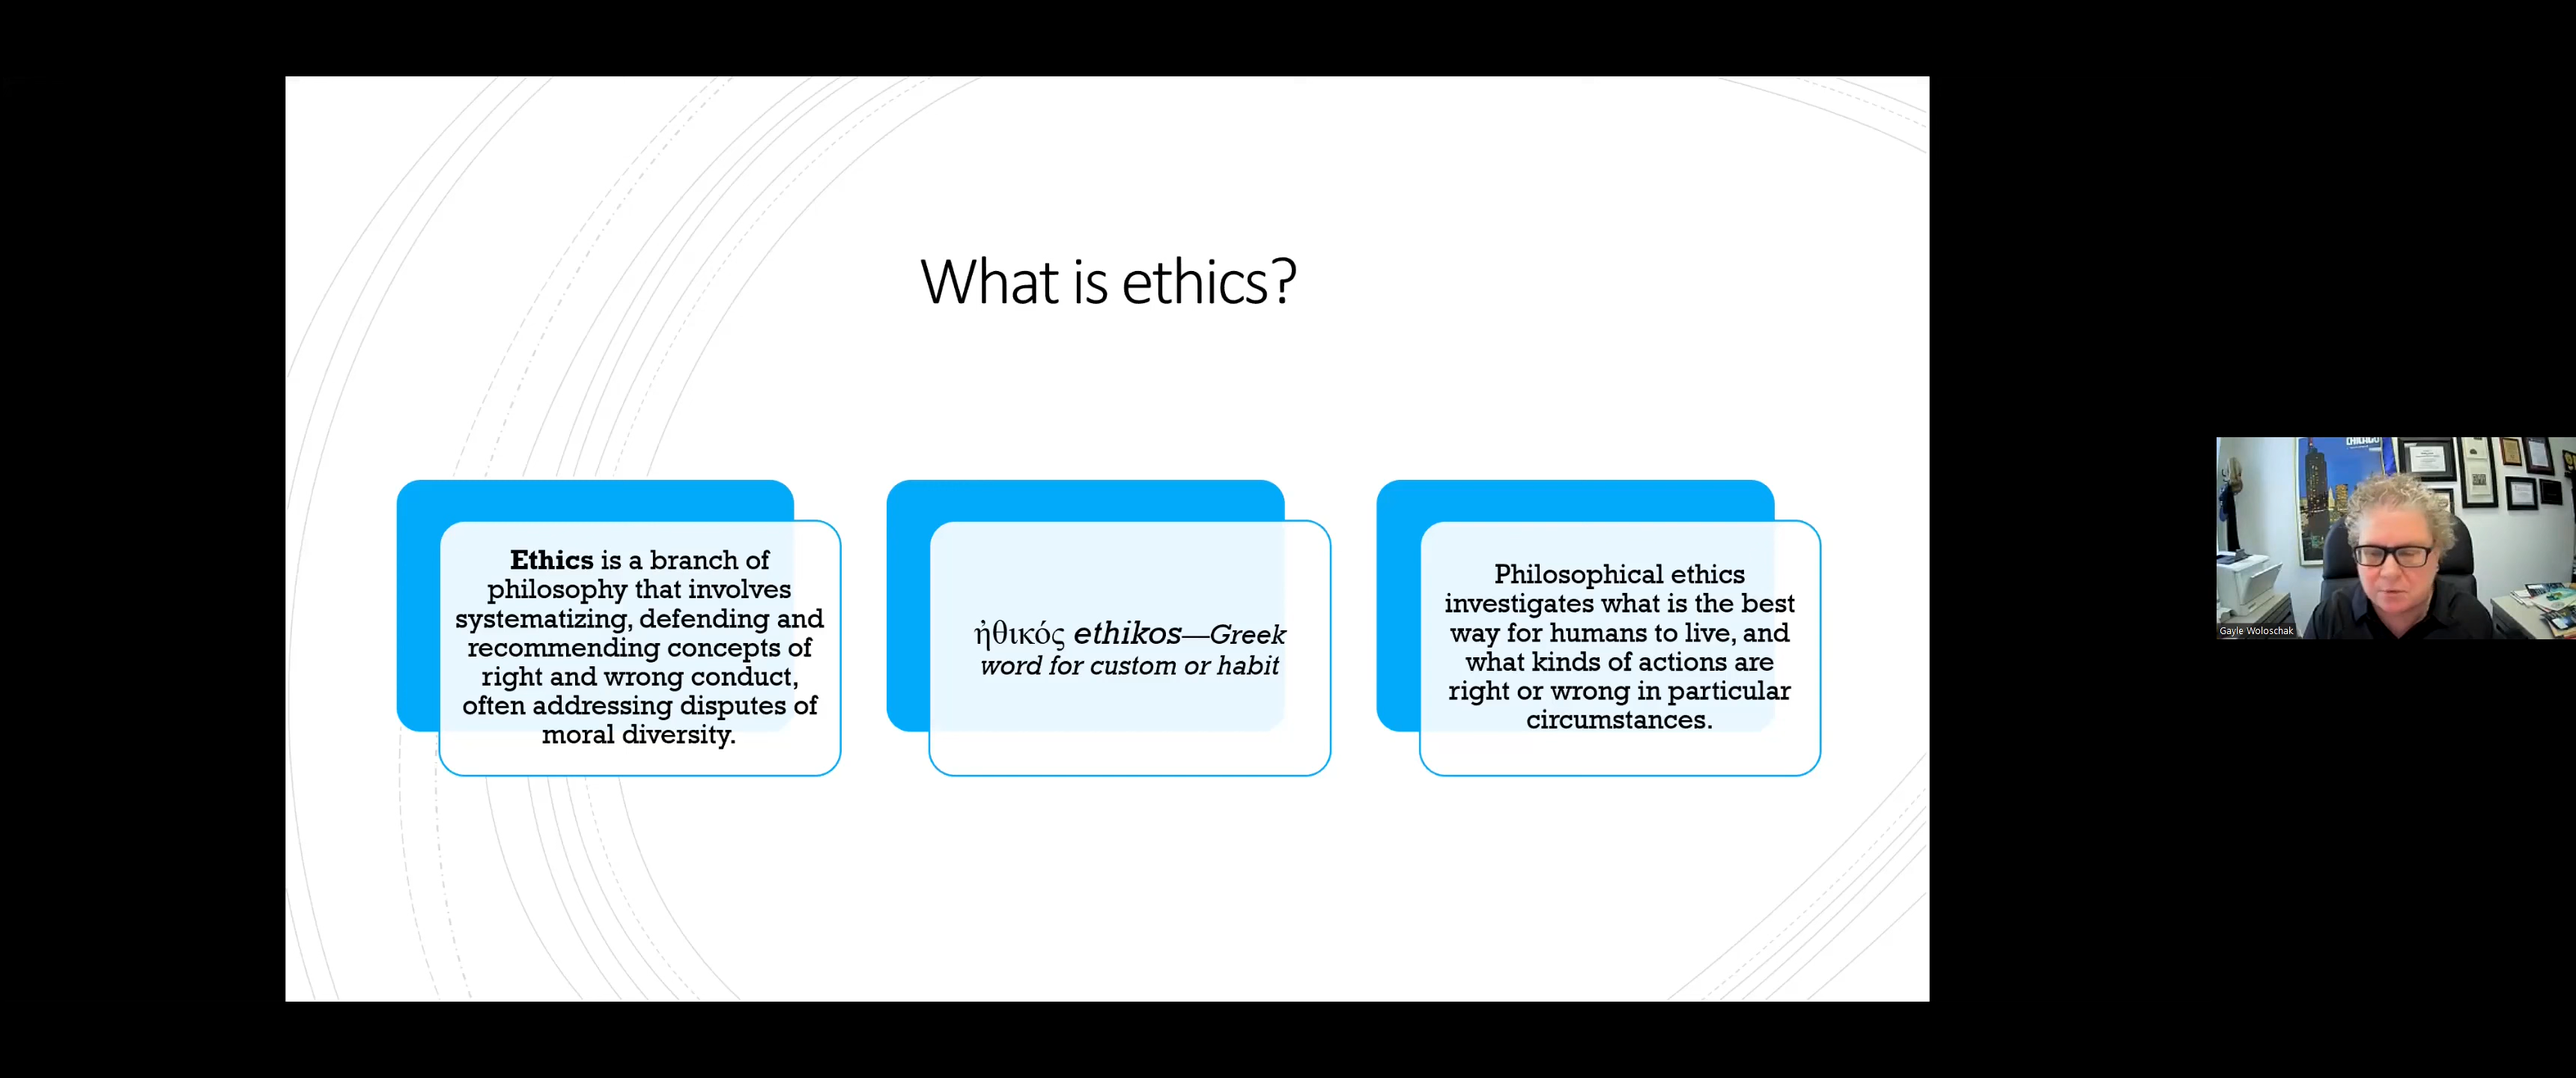 What is ethics?
Ethics is a branch of
philosophy that involves
systematizing, defending and
recommending concepts of
right and wrong conduct,
often addressing disputes of
moral diversity.
ἠθικός ethikos—Greek
word for custom or habit
Philosophical ethics
investigates what is the best
way for humans to live, and
what kinds of actions are
right or wrong in particular
circumstances.
CHICAGO
Gayle Woloschak